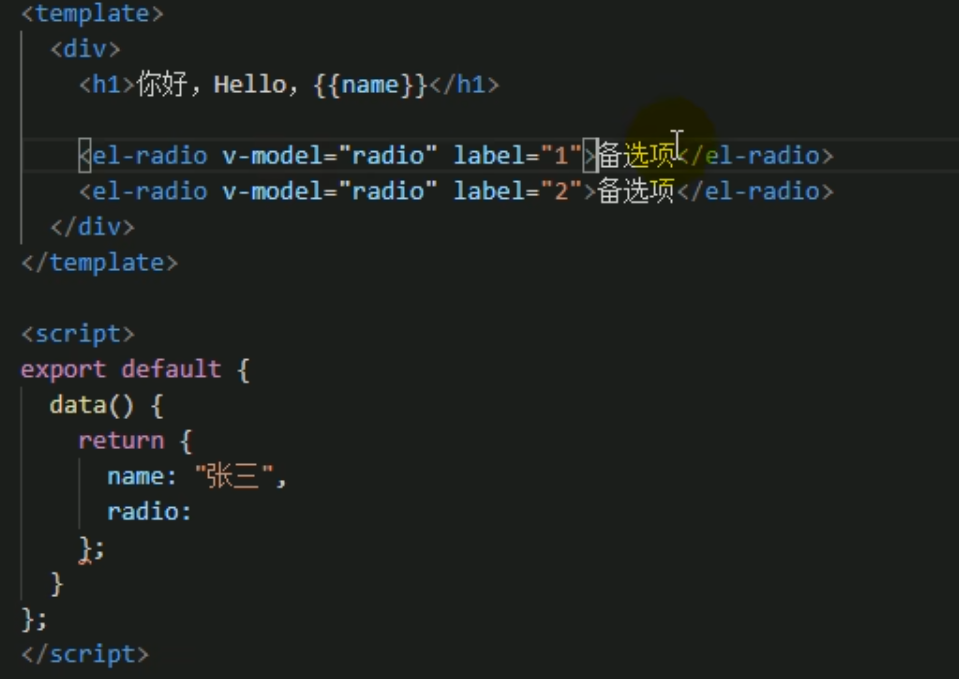 <template>
<div>
<h1>你好，Hello，{{name}}</h1>
<el-radio v-model="radio" label="1">备选项</el-radio>
<el-radio v-model="radio" label="2">备选项</el-radio>
</div>
</template>
<script>
export default {
data() {
return {
name: "张三",
radio:
};
}
};
</script>